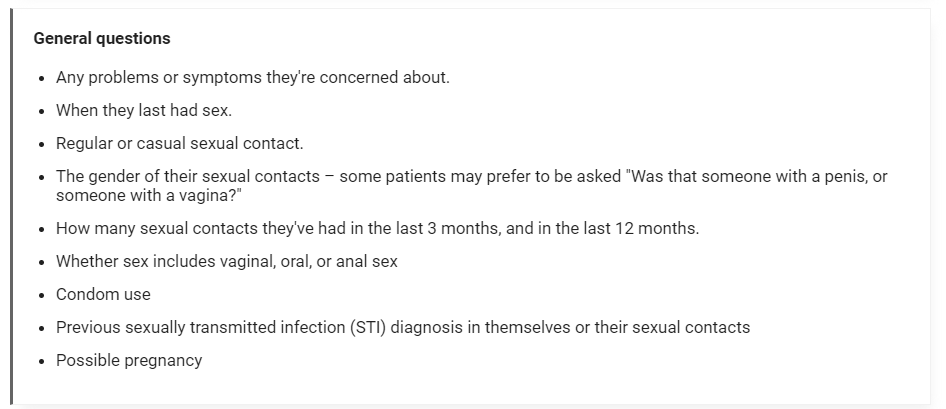 General questions
• Any problems or symptoms they're concerned about.
• When they last had sex.
• Regular or casual sexual contact.
• The gender of their sexual contacts – some patients may prefer to be asked "Was that someone with a penis, or
someone with a vagina?"
• How many sexual contacts they've had in the last 3 months, and in the last 12 months.
• Whether sex includes vaginal, oral, or anal sex
• Condom use
• Previous sexually transmitted infection (STI) diagnosis in themselves or their sexual contacts
• Possible pregnancy